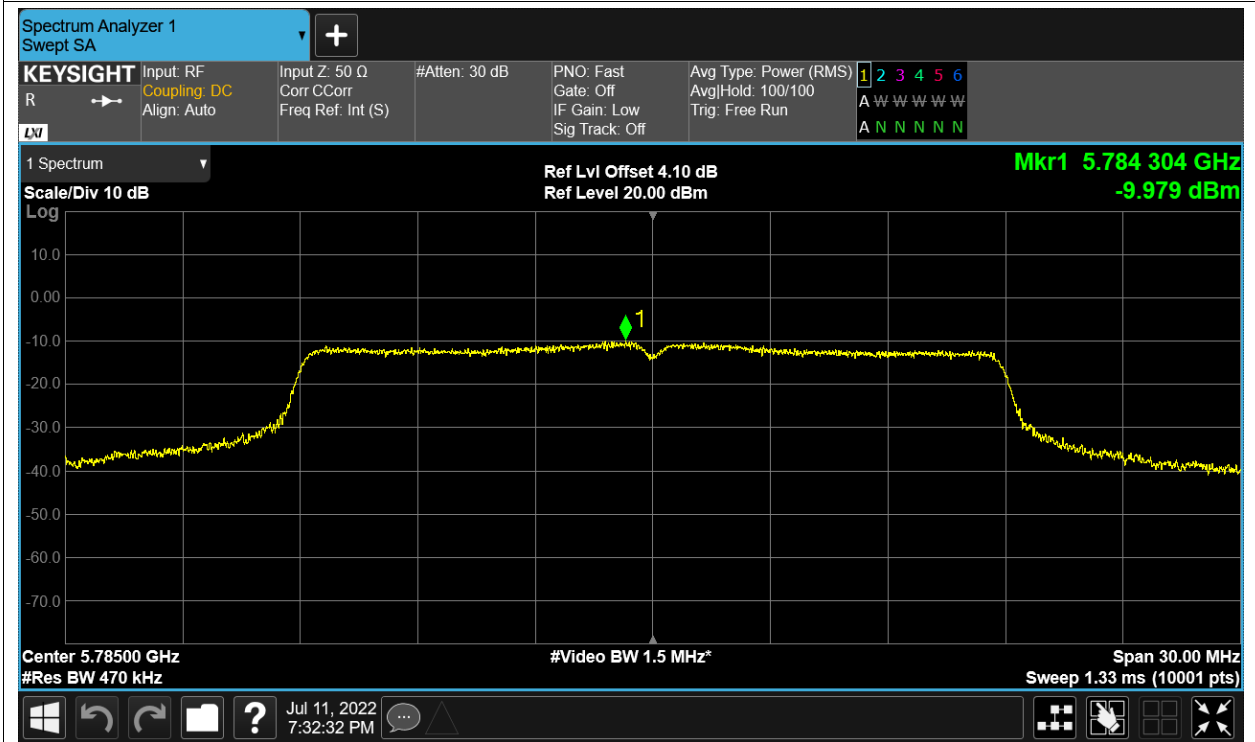 Spectrum Analyzer 1
Swept SA
+
KEYSIGHT
R
LXI
Input: RF
Coupling: DC
Align: Auto
Input Z: 50 Ω
Corr CCorr
Freq Ref: Int (S)
#Atten: 30 dB
PNO: Fast
Gate: Off
IF Gain: Low
Sig Track: Off
Avg Type: Power (RMS)
Avg|Hold: 100/100
Trig: Free Run
1 2 3 4 5 6
A W W W W W
A N N N N N
1 Spectrum
Scale/Div 10 dB
Log
Ref Lvl Offset 4.10 dB
Ref Level 20.00 dBm
Mkr1 5.784 304 GHz
-9.979 dBm
10.0
0.00
1
-10.0
-20.0
-30.0
-40.0
-50.0
-60.0
-70.0
Center 5.78500 GHz
#Res BW 470 kHz
#Video BW 1.5 MHz*
Span 30.00 MHz
Sweep 1.33 ms (10001 pts)
?
Jul 11, 2022
7:32:32 PM